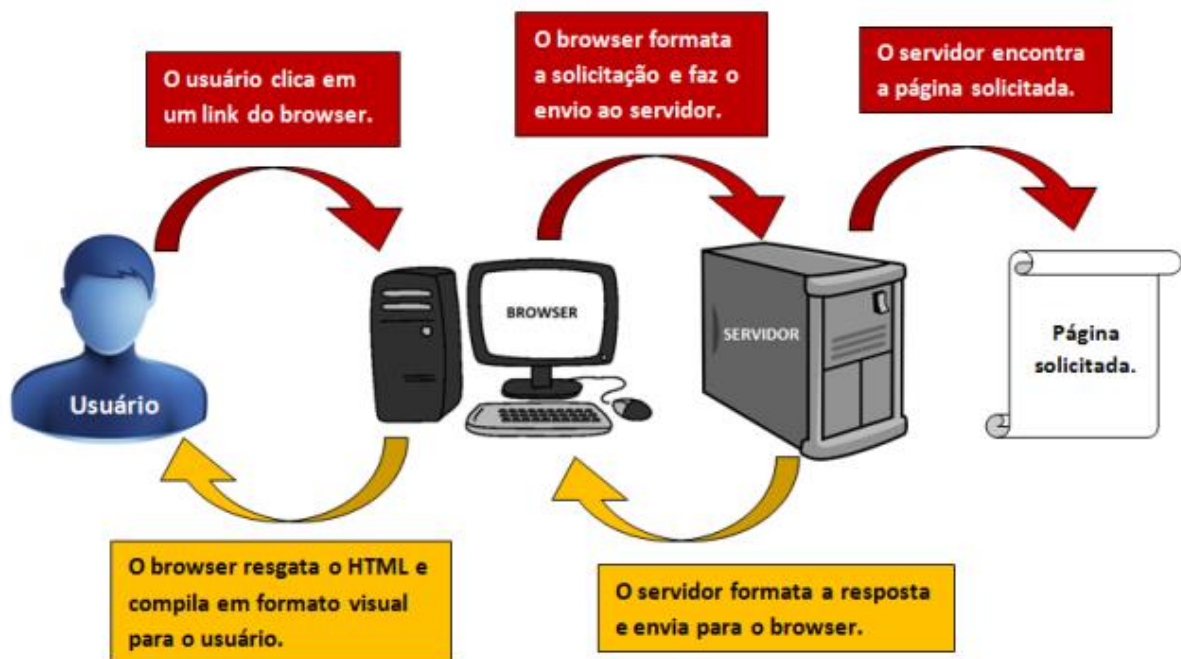 O usuário clica em
um link do browser.
O browser formata
a solicitação e faz o
envio ao servidor.
O servidor encontra
a página solicitada.
Usuário
BROWSER
SERVIDOR
Página
solicitada.
O browser resgata o HTML e
compila em formato visual
para o usuário.
O servidor formata a resposta
e envia para o browser.